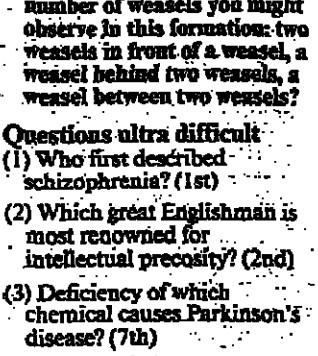 number of weasels you might
observe in this formation: two
weasels in front of a weasel, a
weasel behind two weasels, a
weasel between two weasels?
Questions ultra difficult
(1) Who first described
schizophrenia? (1st)
(2) Which great Englishman is
most renowned for
intellectual precosity? (2nd)
(3) Deficiency of which
chemical causes Parkinson's
disease? (7th)